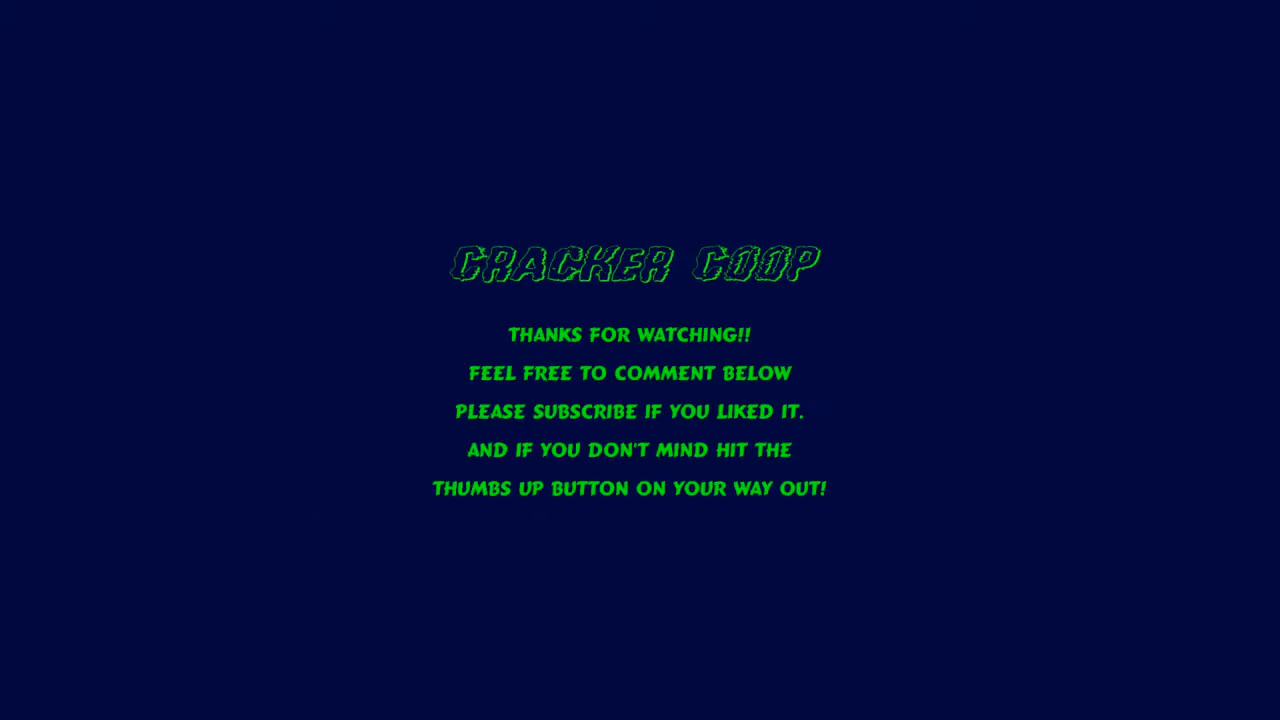 CRACKER COOP
THANKS FOR WATCHING!!
FEEL FREE TO COMMENT BELOW
PLEASE SUBSCRIBE IF YOU LIKED IT.
AND IF YOU DON'T MIND HIT THE
THUMBS UP BUTTON ON YOUR WAY OUT!